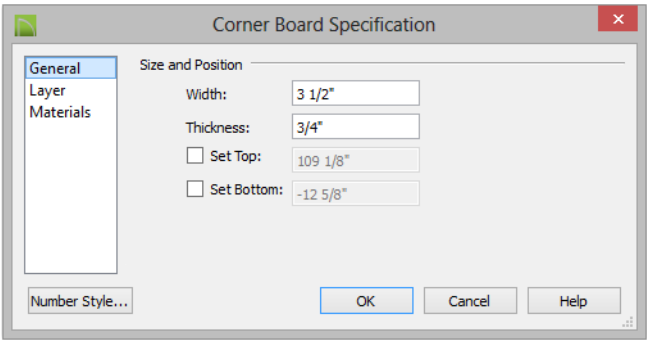 Corner Board Specification
General
Layer
Materials
Size and Position
Width: 3 1/2"
Thickness: 3/4"
Set Top: 109 1/8"
Set Bottom: -12 5/8"
Number Style...
OK
Cancel
Help